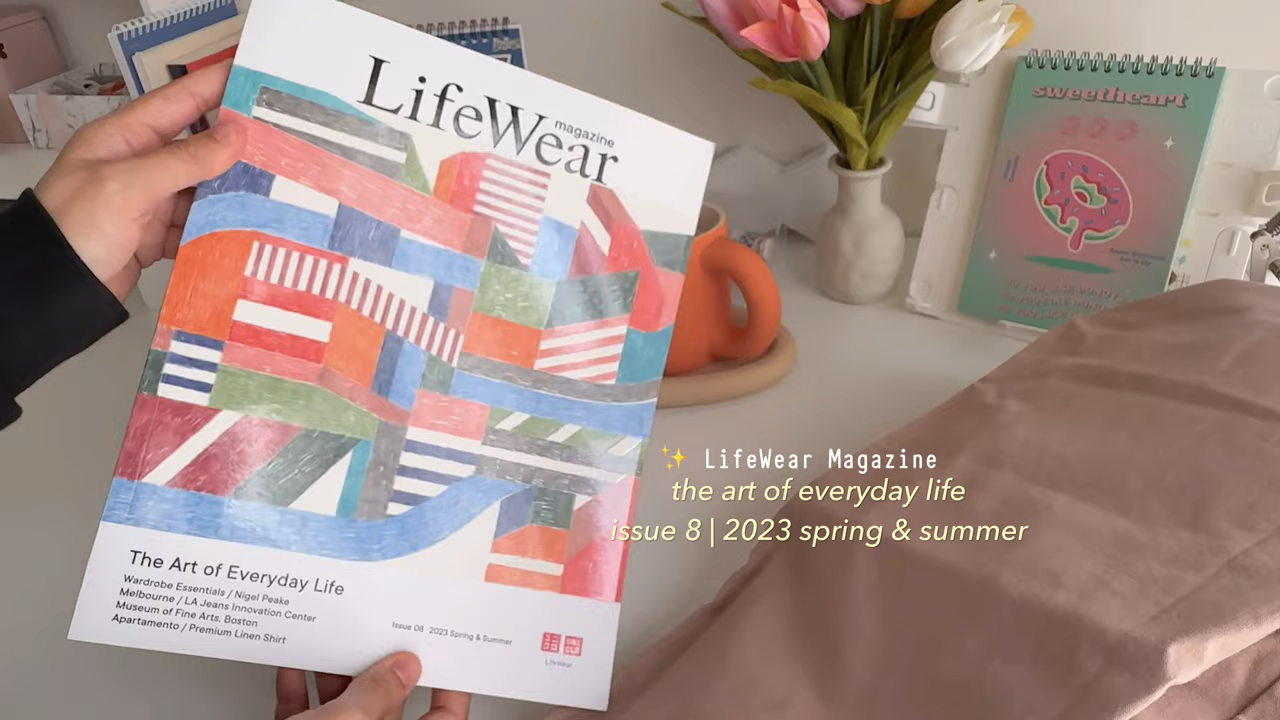 LifeWear
magazine
The Art of Everyday Life
Wardrobe Essentials / Nigel Peake
Melbourne / LA Jeans Innovation Center
Museum of Fine Arts, Boston
Apartamento / Premium Linen Shirt
Issue 08 2023 Spring & Summer
LifeWear
sweetheart
✨ LifeWear Magazine
the art of everyday life
issue 8 | 2023 spring & summer